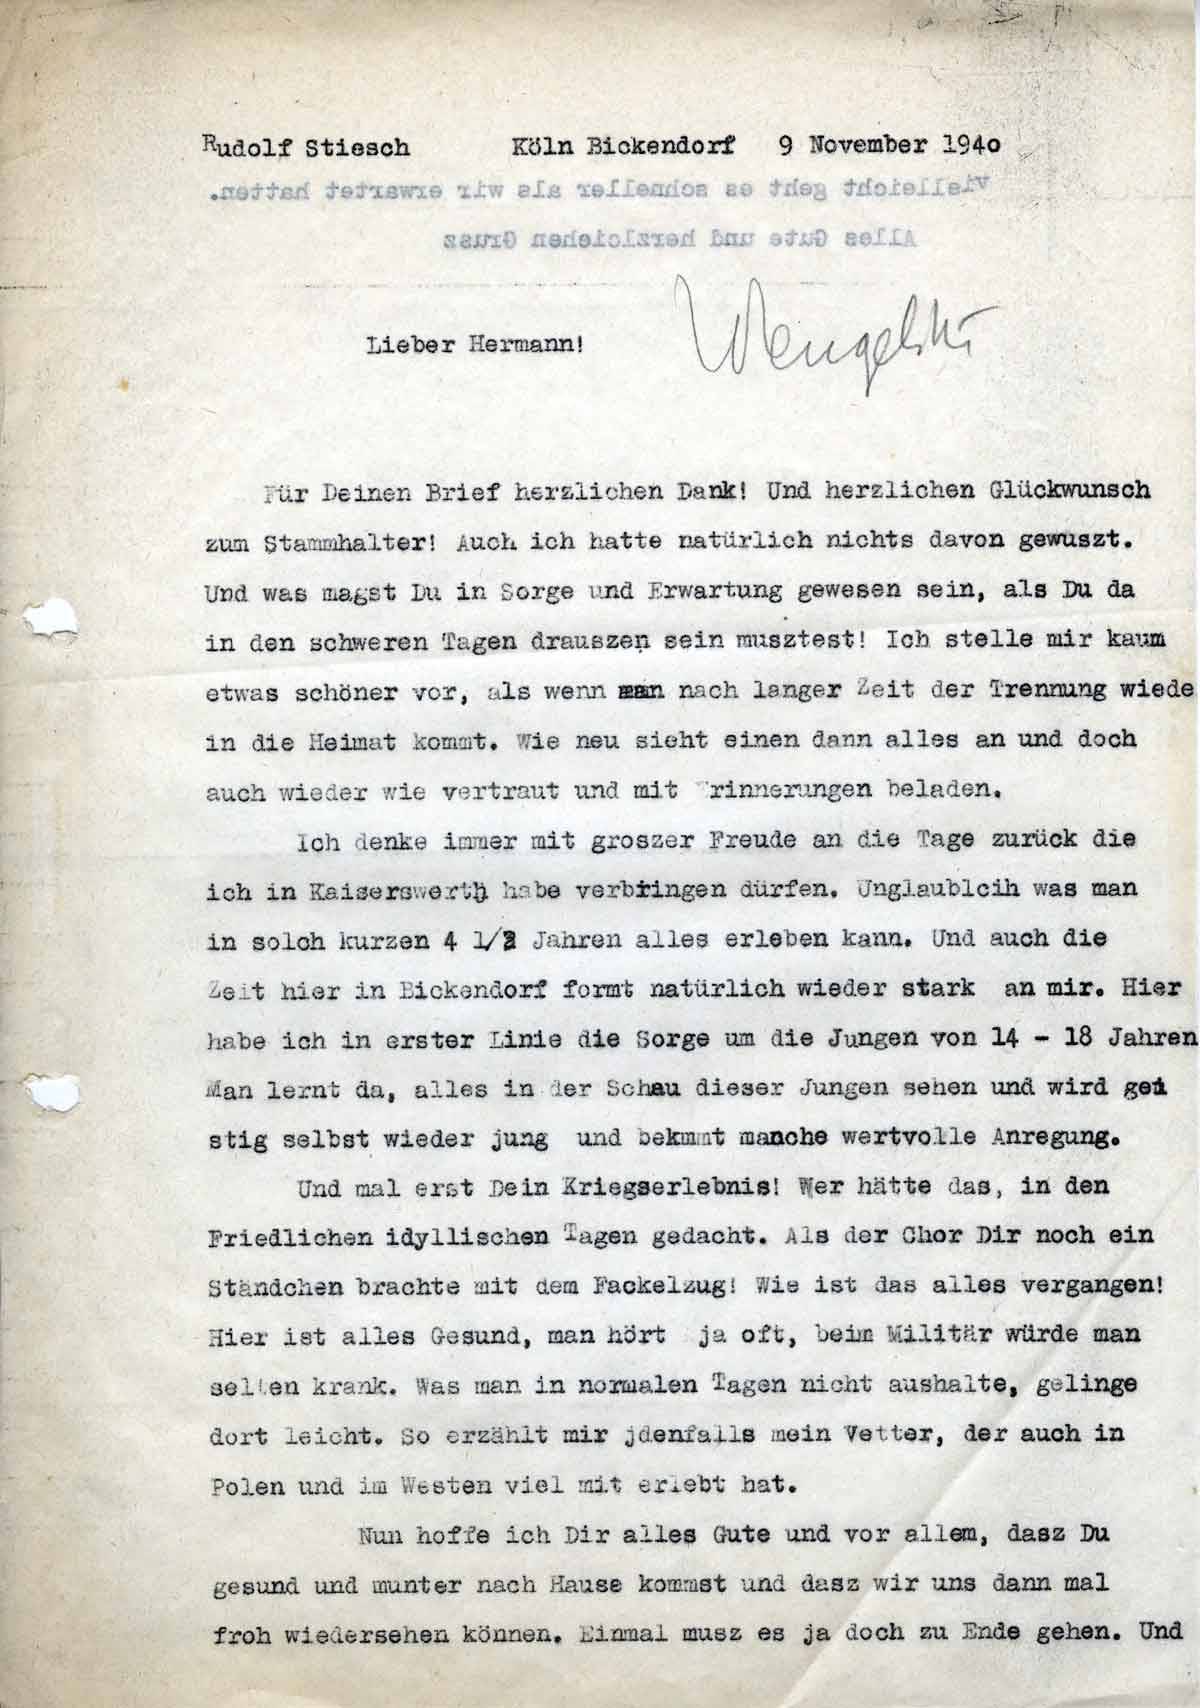 Rudolf Stiesch Köln Bickendorf 9 November 1940
Vielleicht geht es schneller als wir erwartet hatten.
Alles Gute und herzlcihen Grusz
Lieber Hermann!
Für Deinen Brief herzlichen Dank! Und herzlichen Glückwunsch
zum Stammhalter! Auch ich hatte natürlich nichts davon gewuszt.
Und was magst Du in Sorge und Erwartung gewesen sein, als Du da
in den schweren Tagen drauszen sein musztest! Ich stelle mir kaum
etwas schöner vor, als wenn man nach langer Zeit der Trennung wiede
in die Heimat kommt. Wie neu sieht einen dann alles an und doch
auch wieder wie vertraut und mit Erinnerungen beladen.
Ich denke immer mit groszer Freude an die Tage zurück die
ich in Kaiserswerth habe verbringen dürfen. Unglaublcih was man
in solch kurzen 4 1/2 Jahren alles erleben kann. Und auch die
Zeit hier in Bickendorf formt natürlich wieder stark an mir. Hier
habe ich in erster Linie die Sorge um die Jungen von 14 - 18 Jahren
Man lernt da, alles in der Schau dieser Jungen sehen und wird gei
stig selbst wieder jung und bekmmt manche wertvolle Anregung.
Und mal erst Dein Kriegserlebnis! Wer hätte das, in den
Friedlichen idyllischen Tagen gedacht. Als der Chor Dir noch ein
Ständchen brachte mit dem Fackelzug! Wie ist das alles vergangen!
Hier ist alles Gesund, man hört ja oft, beim Militär würde man
selten krank. Was man in normalen Tagen nicht aushalte, gelinge
dort leicht. So erzählt mir jdenfalls mein Vetter, der auch in
Polen und im Westen viel mit erlebt hat.
Nun hoffe ich Dir alles Gute und vor allem, dasz Du
gesund und munter nach Hause kommst und dasz wir uns dann mal
froh wiedersehen können. Einmal musz es ja doch zu Ende gehen. Und